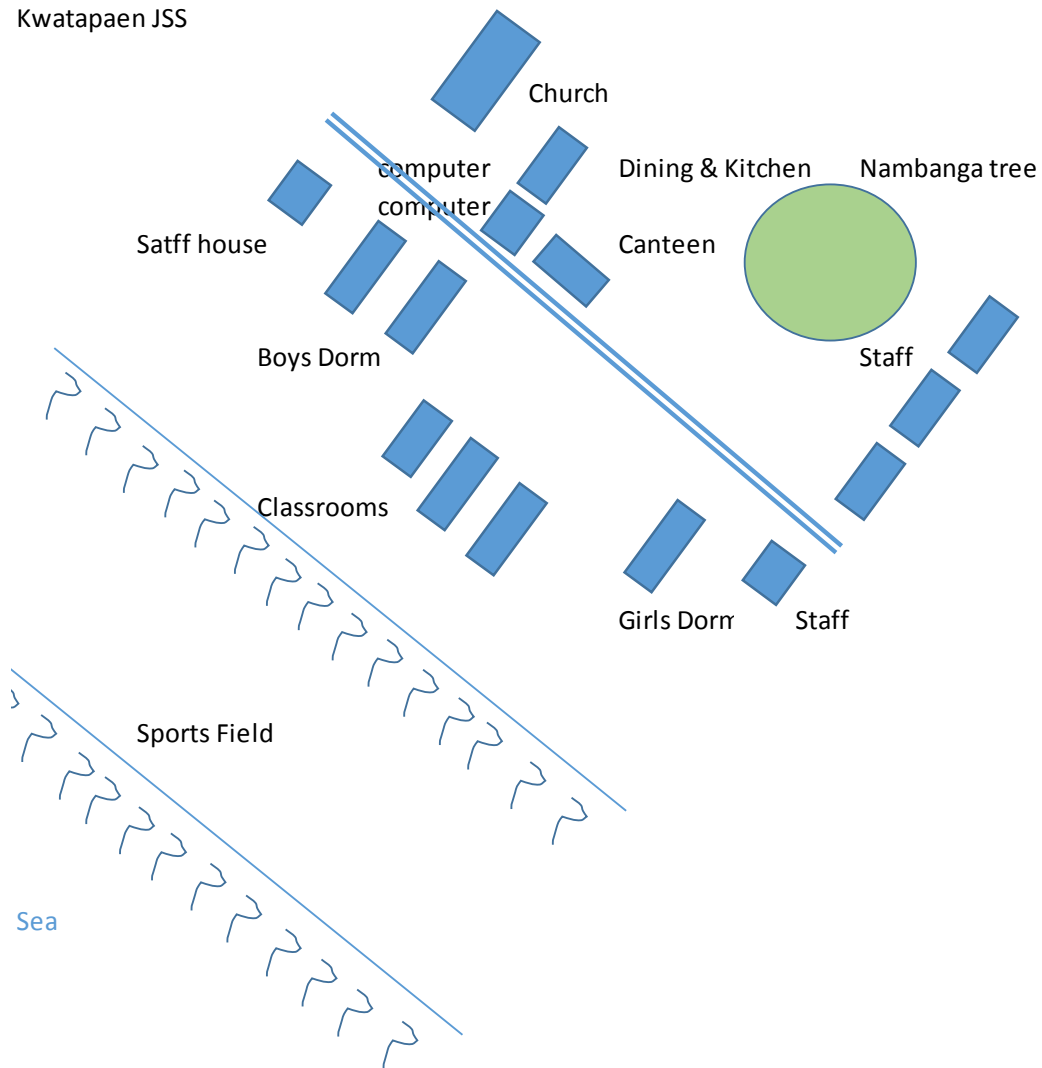 Kwatapaen JSS
Church
computer
Dining & Kitchen
Nambanga tree
computer
Satff house
Canteen
Boys Dorm
Staff
Classrooms
Girls Dorm
Staff
Sports Field
Sea